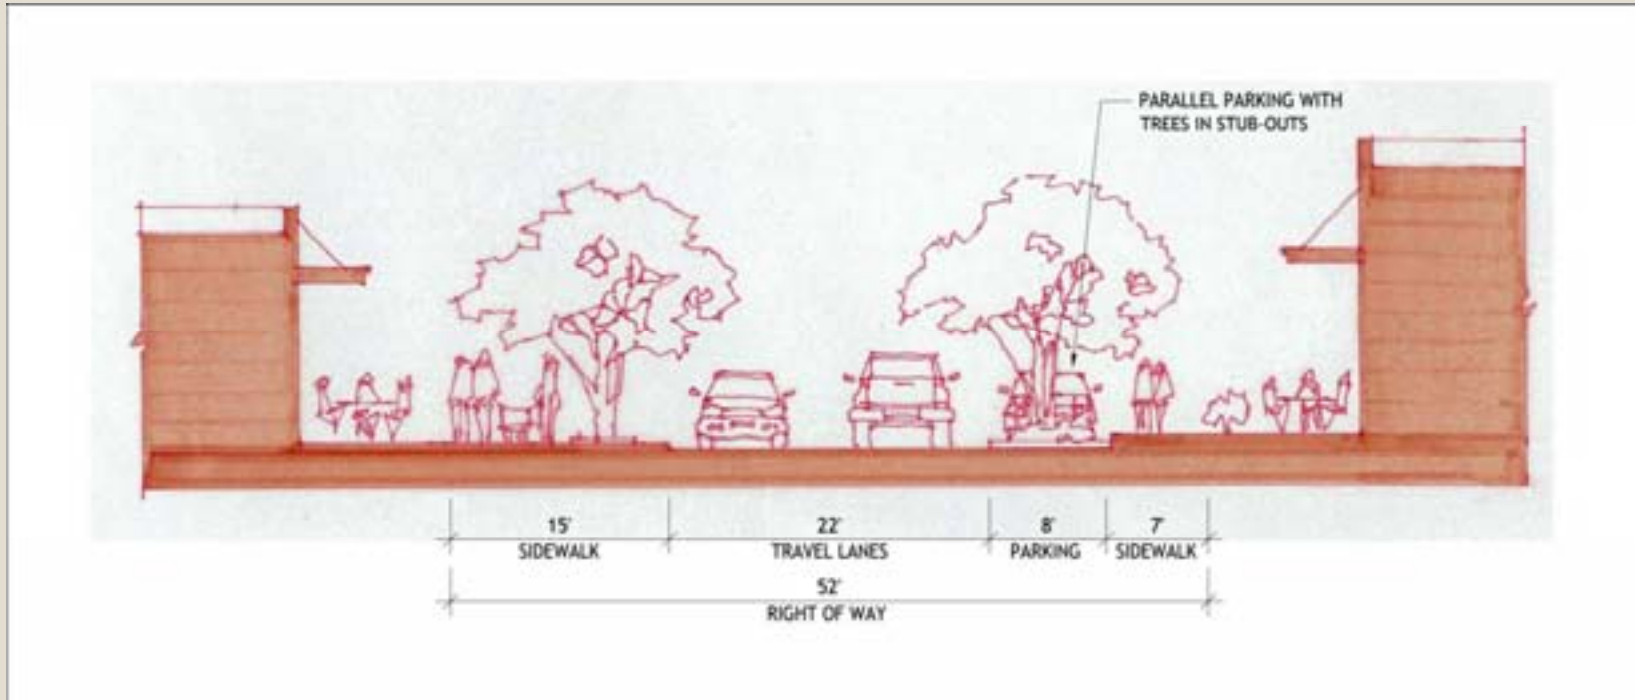 PARALLEL PARKING WITH
TREES IN STUB-OUTS
15'
SIDEWALK
22'
TRAVEL LANES
8'
PARKING
7'
SIDEWALK
52'
RIGHT OF WAY